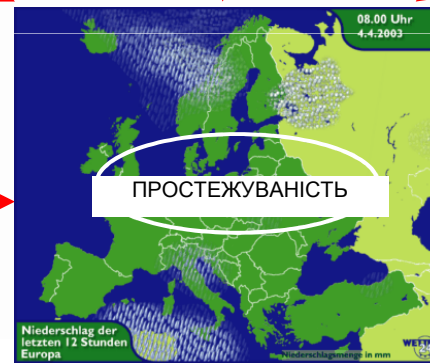 08.00 Uhr
4.4.2003
ПРОСТЕЖУВАНІСТЬ
Niederschlag der
letzten 12 Stunden
Europa
Niederschlagsmenge in mm